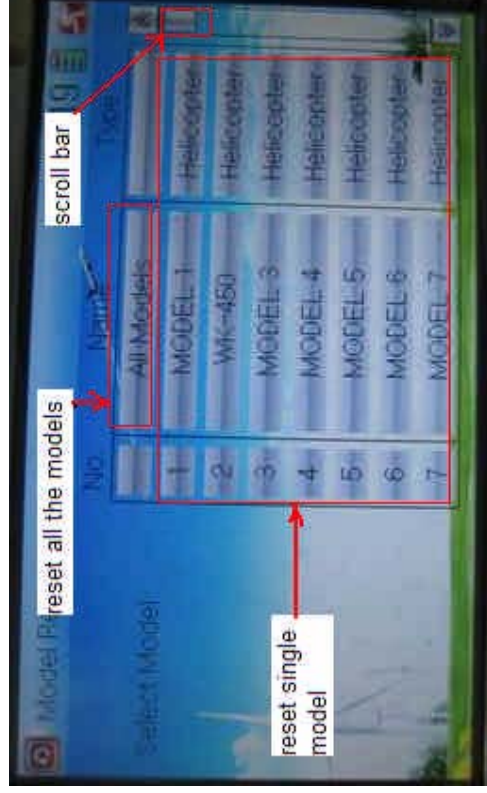 Model Re
reset all the models
scroll bar
Select Model
No
Name
Type
All Models
1 MODEL 1 Helicopter
2 WK-450 Helicopter
3 MODEL 3 Helicopter
4 MODEL 4 Helicopter
5 MODEL 5 Helicopter
6 MODEL 6 Helicopter
7 MODEL 7 Helicopter
reset single
model